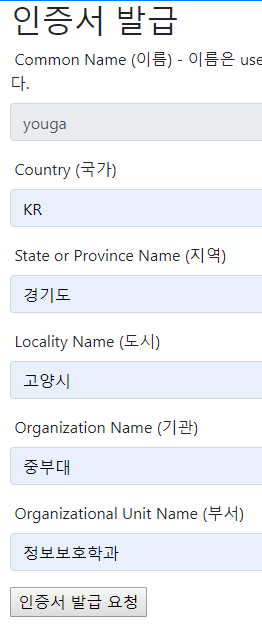 인증서 발급
Common Name (이름) - 이름은 use
다.
youga
Country (국가)
KR
State or Province Name (지역)
경기도
Locality Name (도시)
고양시
Organization Name (기관)
중부대
Organizational Unit Name (부서)
정보보호학과
인증서 발급 요청